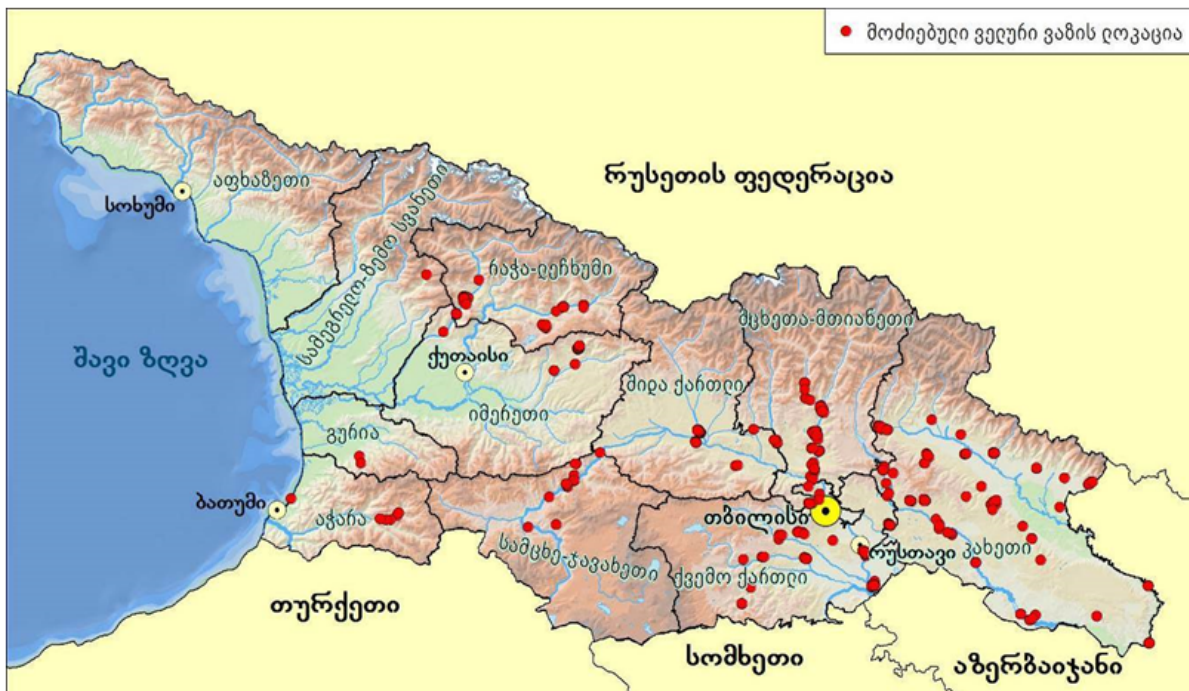 მოძიებული ველური ვაზის ლოკაცია
რუსეთის ფედერაცია
აფხაზეთი
სოხუმი
სამეგრელო-ზემო სვანეთი
რაჭა-ლეჩხუმი
მცხეთა-მთიანეთი
შავი ზღვა
ქუთაისი
შიდა ქართლი
იმერეთი
გურია
ბათუმი
აჭარა
თბილისი
სამცხე-ჯავახეთი
ქვემო ქართლი
რუსთავი
კახეთი
თურქეთი
სომხეთი
აზერბაიჯანი